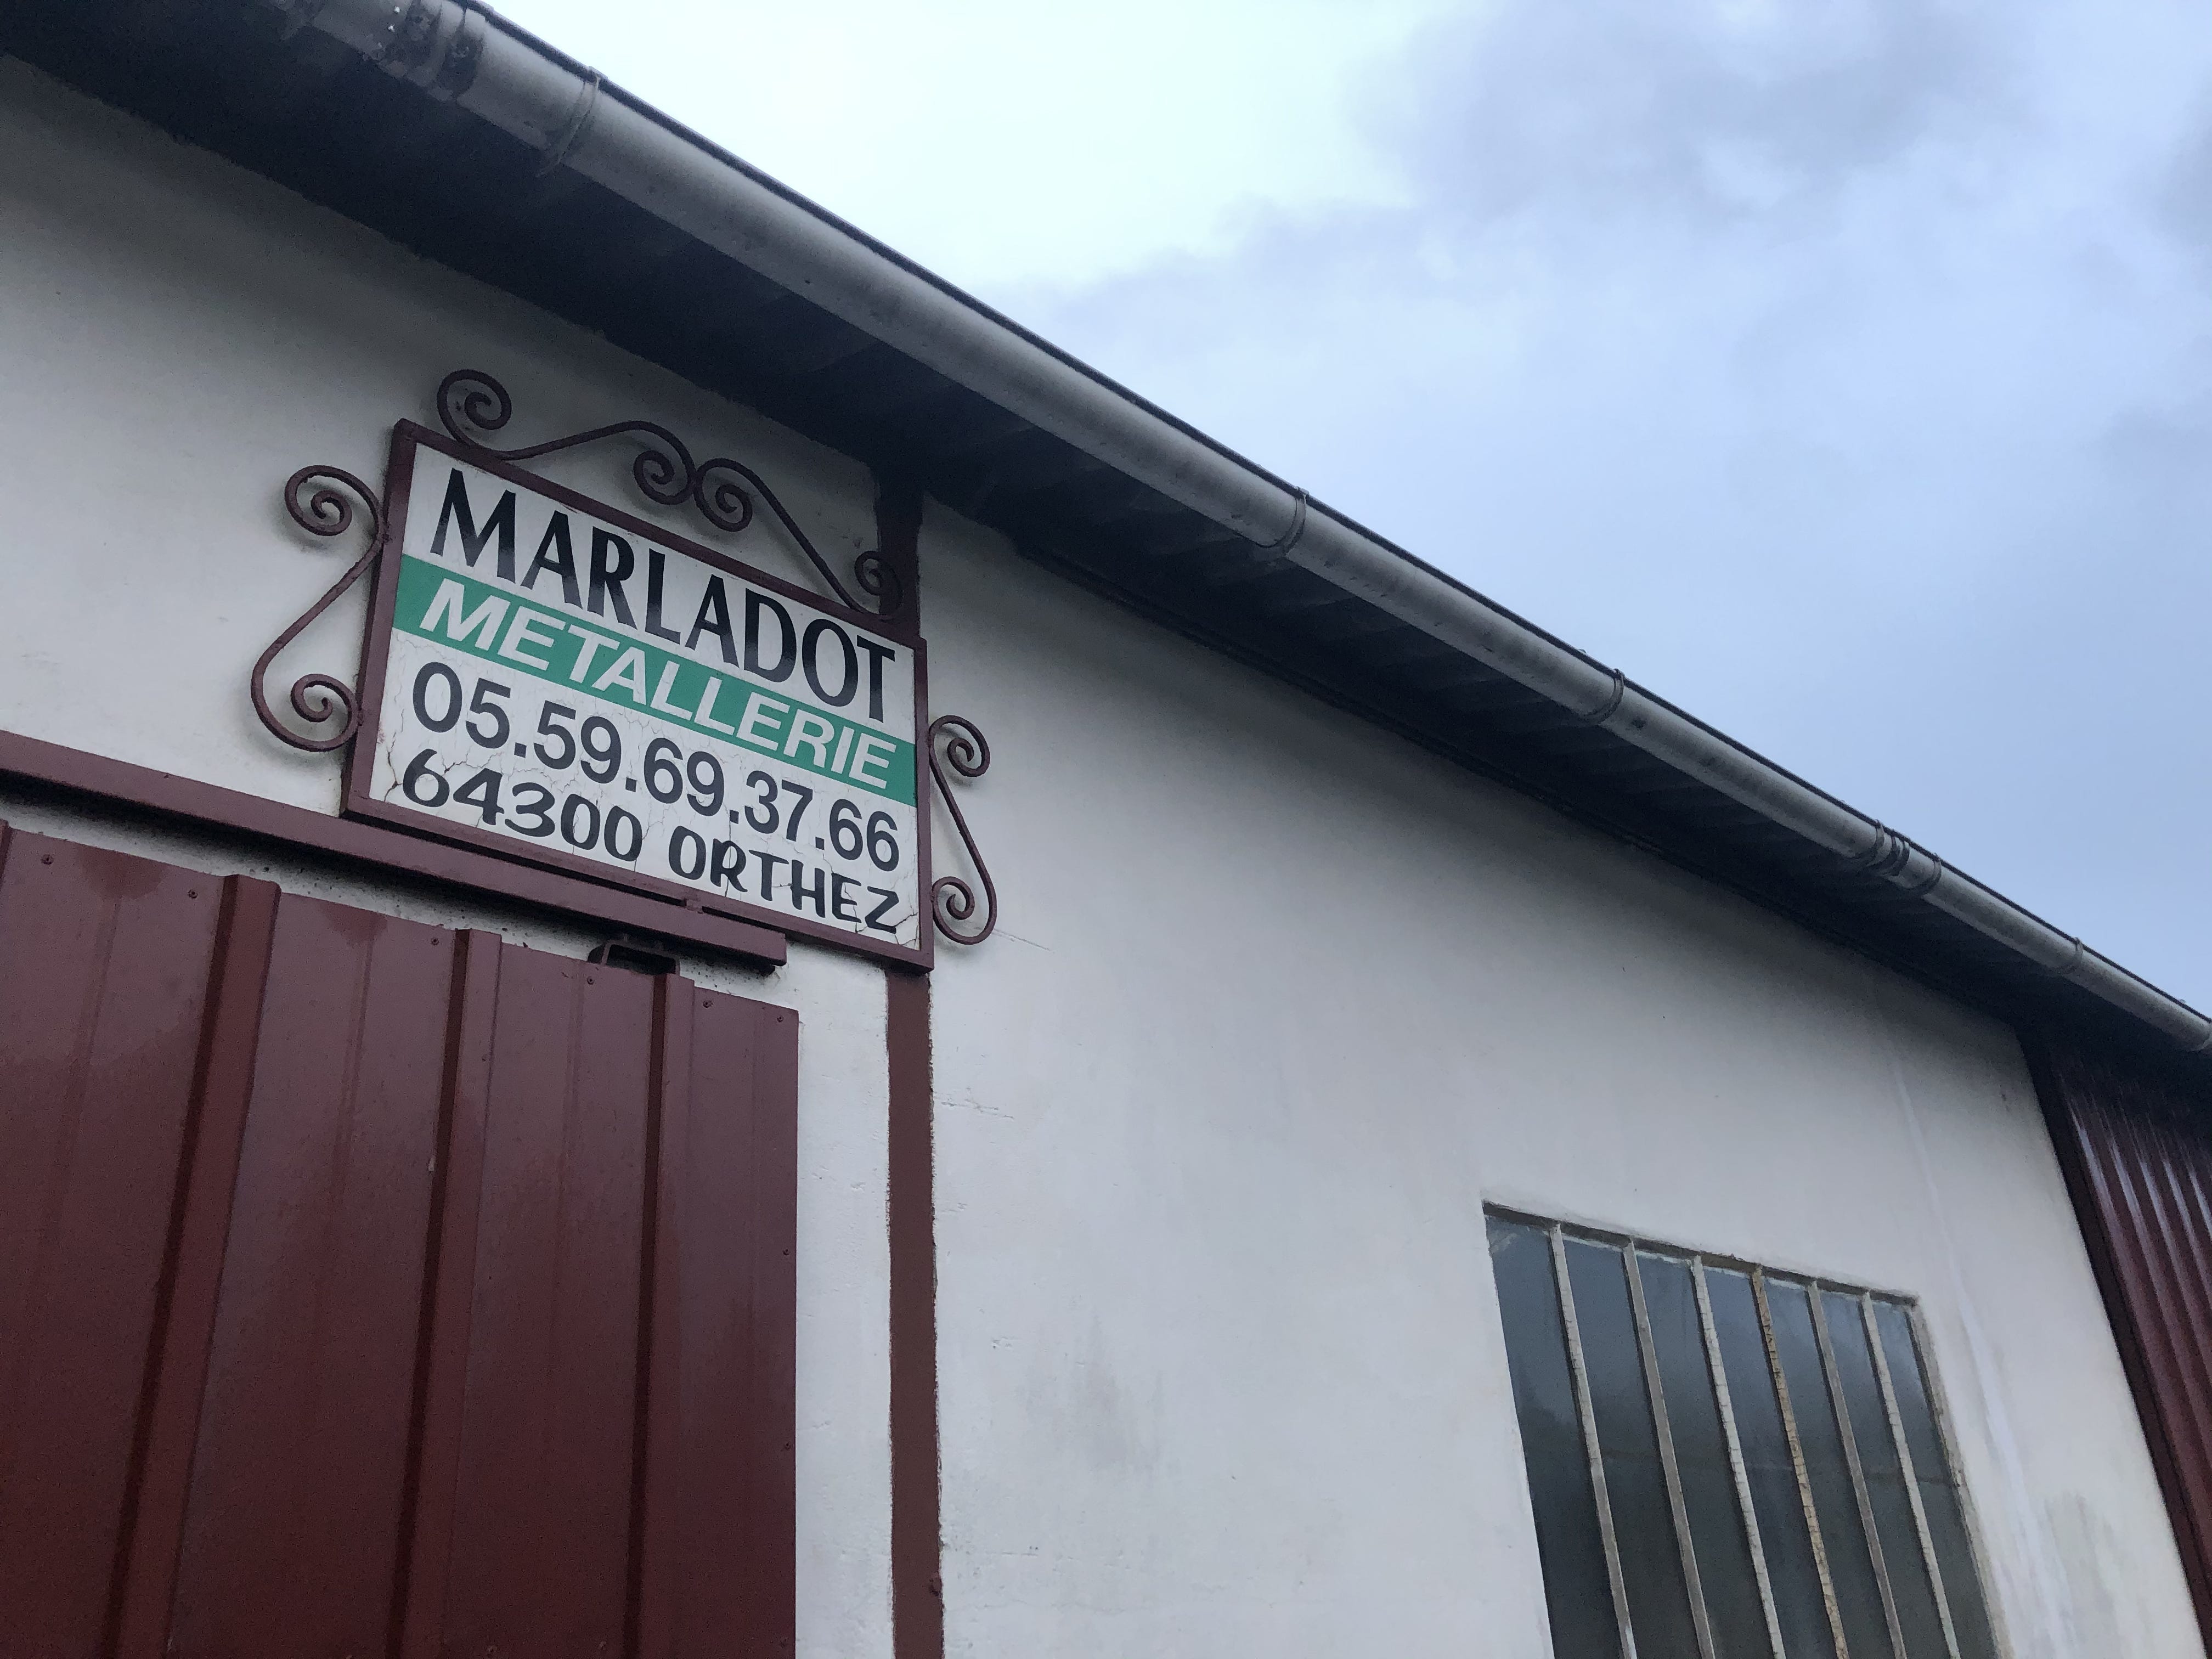 MARLADOT
METALLERIE
05.59.69.37.66
64300 ORTHEZ